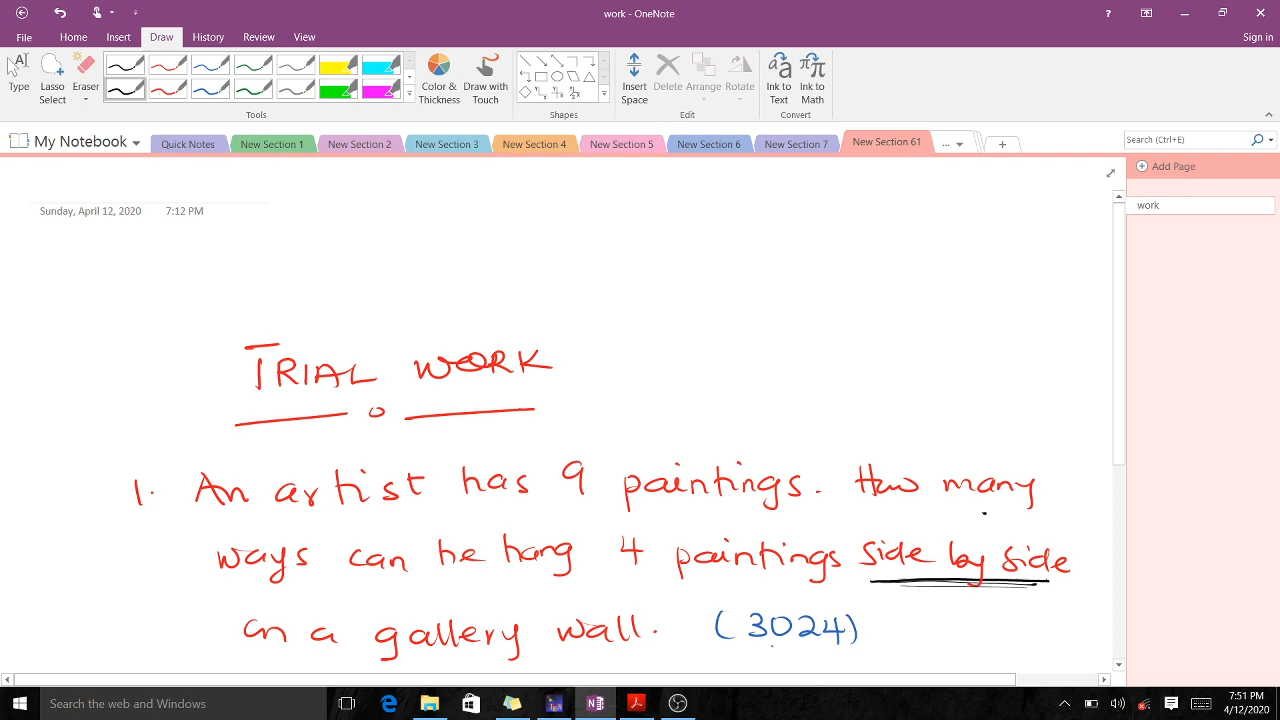 work - OneNote
File Home Insert Draw History Review View
Sign in
Type
Lasso Select
Eraser
Color & Thickness
Draw with Touch
Insert Space
Delete
Arrange
Rotate
Ink to Text
Ink to Math
Tools
Shapes
Edit
Convert
My Notebook
Quick Notes
New Section 1
New Section 2
New Section 3
New Section 4
New Section 5
New Section 6
New Section 7
New Section 61
...
Search (Ctrl+E)
Add Page
work
Sunday, April 12, 2020 7:12 PM
TRIAL WORK
1. An artist has 9 paintings. How many
ways can he hang 4 paintings side by side
on a gallery wall. (3024)
Search the web and Windows
7:51 PM
4/12/2020